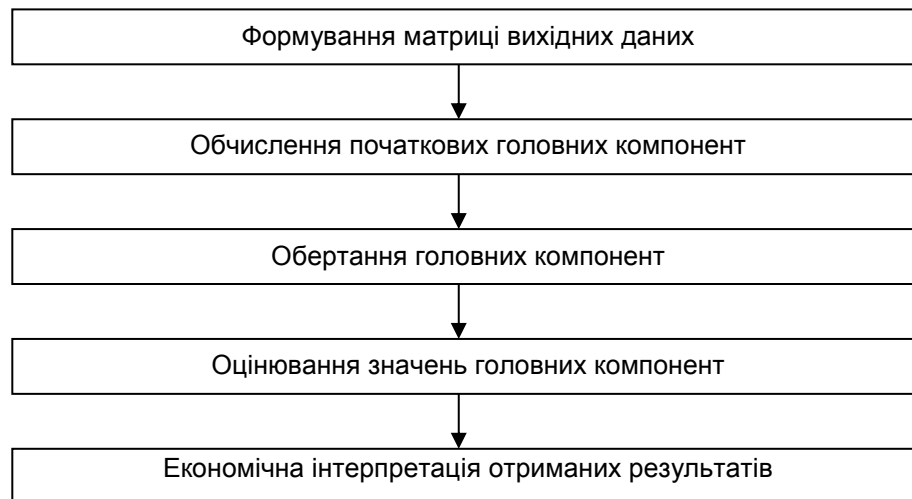 Формування матриці вихідних даних
Обчислення початкових головних компонент
Обертання головних компонент
Оцінювання значень головних компонент
Економічна інтерпретація отриманих результатів